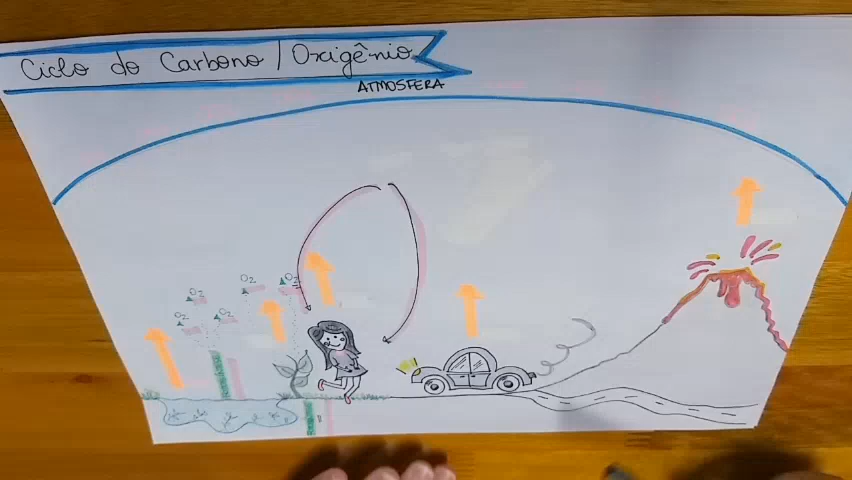 Ciclo do Carbono / Oxigênio
ATMOSFERA
O₂
O₂
O₂
O₂
O₂